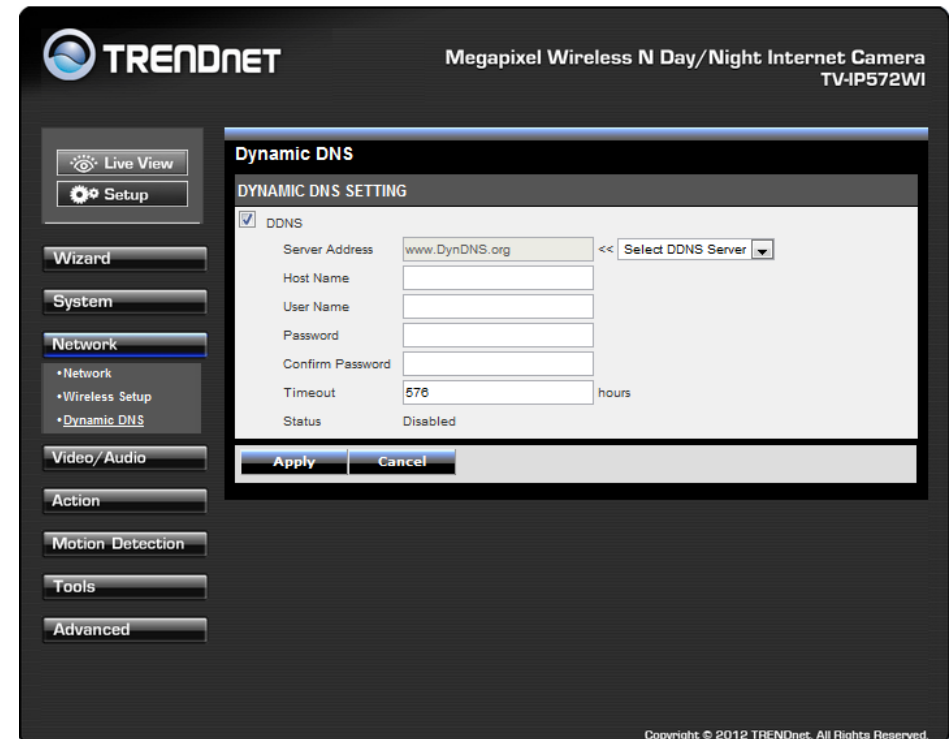 TRENDNET
Megapixel Wireless N Day/Night Internet Camera
TV-IP572WI
Live View
Setup
Wizard
System
Network
•Network
•Wireless Setup
•Dynamic DNS
Video/Audio
Action
Motion Detection
Tools
Advanced
Dynamic DNS
DYNAMIC DNS SETTING
DDNS
Server Address www.DynDNS.org << Select DDNS Server
Host Name
User Name
Password
Confirm Password
Timeout 576 hours
Status Disabled
Apply Cancel
Copyright © 2012 TRENDnet. All Rights Reserved.